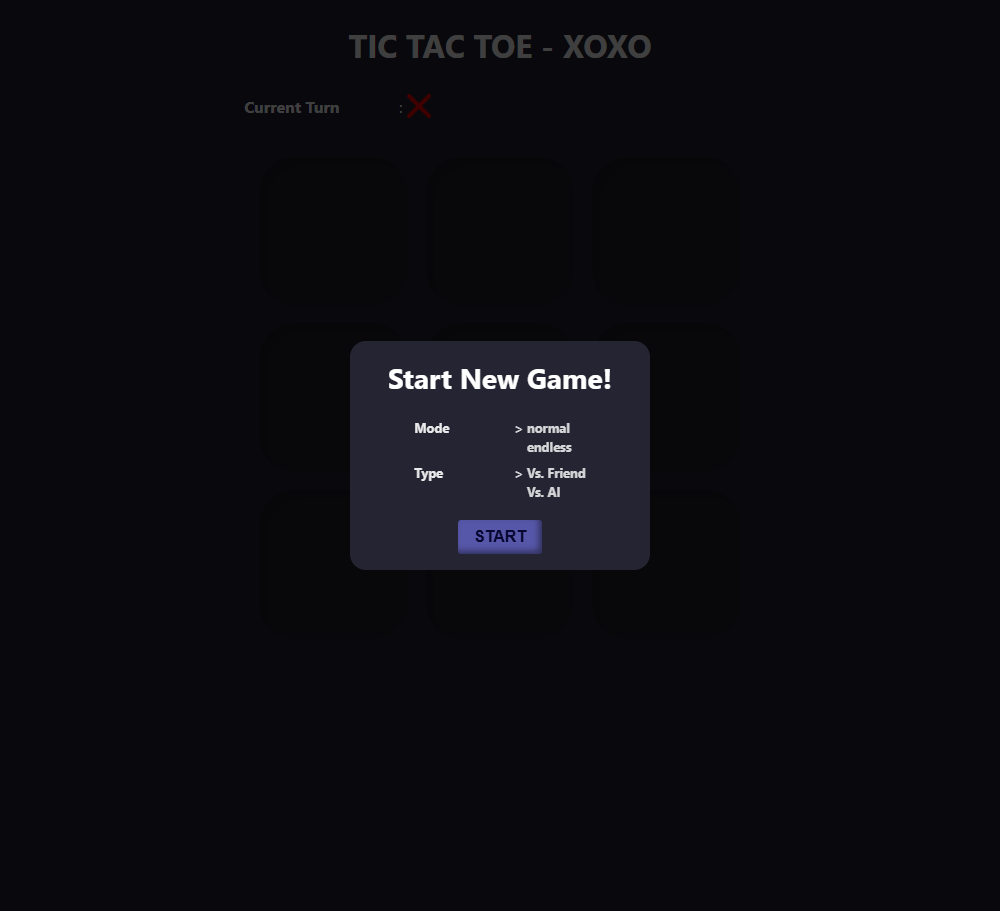 TIC TAC TOE - XOXO
Current Turn :
Start New Game!
Mode > normal
endless
Type > Vs. Friend
Vs. AI
START